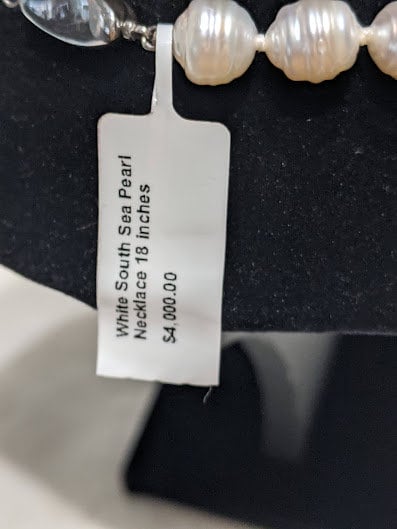 White South Sea Pearl
Necklace 18 inches
$4,000.00